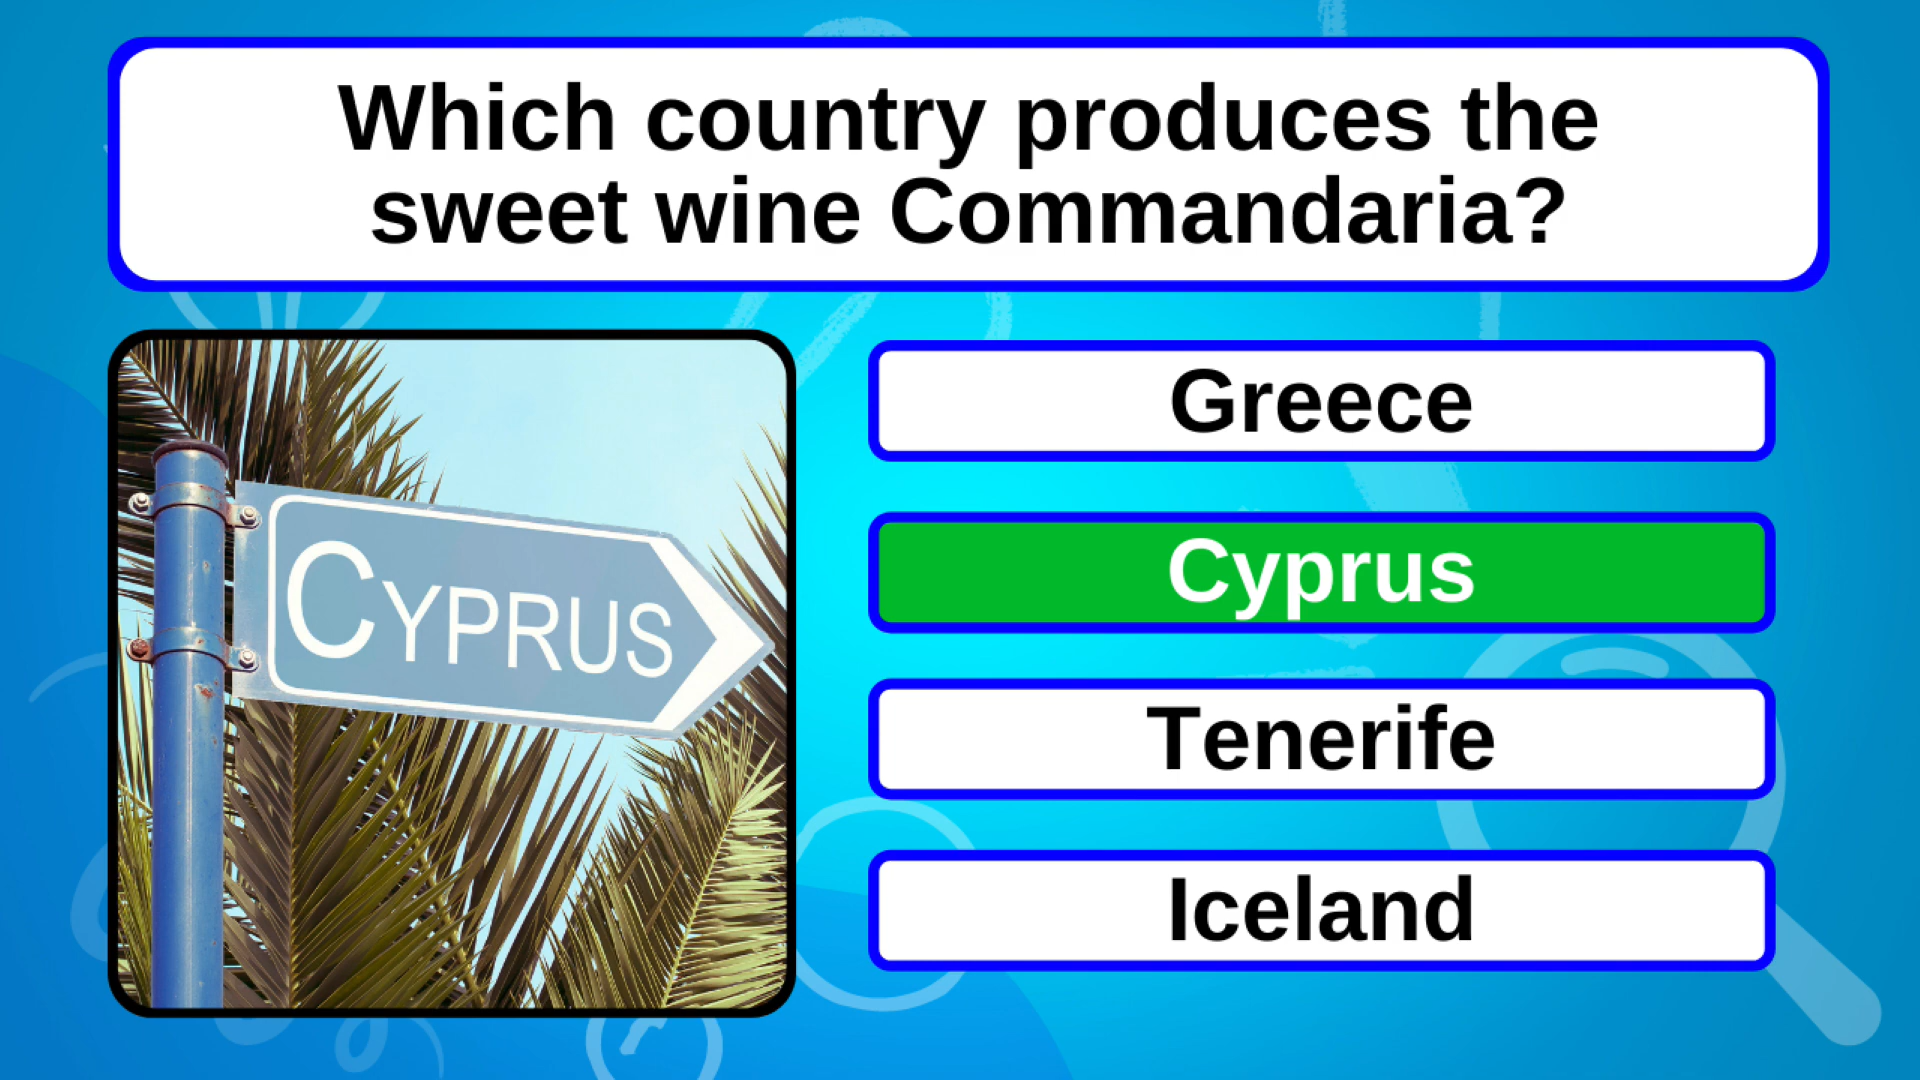 Which country produces the
sweet wine Commandaria?
CYPRUS
Greece
Cyprus
Tenerife
Iceland